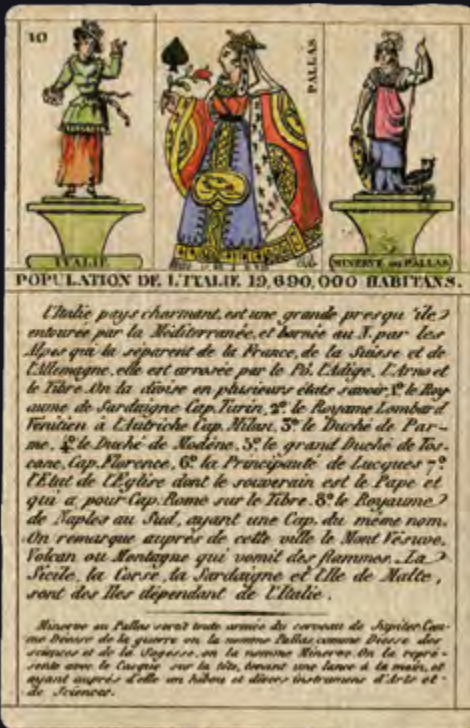 10
PALLAS
ITALIE
MINERVE ou PALLAS
POPULATION DE L'ITALIE 19,690,000 HABITANS.
L'Italie pays charmant, est une grande presqu'île
entourée par la Méditerranée, et bornée au N. par les
Alpes qui la séparent de la France, de la Suisse et de
l'Allemagne, elle est arrosée par le Pô, l'Adige, l'Arno et
le Tibre. On la divise en plusieurs états savoir, 1º le Roy
aume de Sardaigne Cap. Turin, 2º le Royame Lombard
Venitien à l'Autriche Cap. Milan, 3º le Duché de Par-
me, 4º le Duché de Modène, 5º le grand Duché de Tos-
cane, Cap. Florence, 6º la Principauté de Lucques 7º
l'Etat de l'Eglise dont le souverain est le Pape et
qui a pour Cap. Rome sur le Tibre. 8º le Royaume
de Naples au Sud, ayant une Cap. du même nom.
On remarque auprès de cette ville le Mont Vésuve,
Volcan ou Montagne qui vomit des flammes. La
Sicile, la Corse, la Sardaigne et l'Ile de Malte,
sont des Iles dépendant de l'Italie.
Minerve ou Pallas sortit toute armée du cerveau de Jupiter. Com-
me Déesse de la guerre on la nomme Pallas comme Déesse des
sciences et de la Sagesse, on la nomme Minerve. On la repré-
sente avec le Casque sur la tête, tenant une lance à la main, et
ayant auprès d'elle un hibou et divers instrumens d'Arts et
de Sciences.